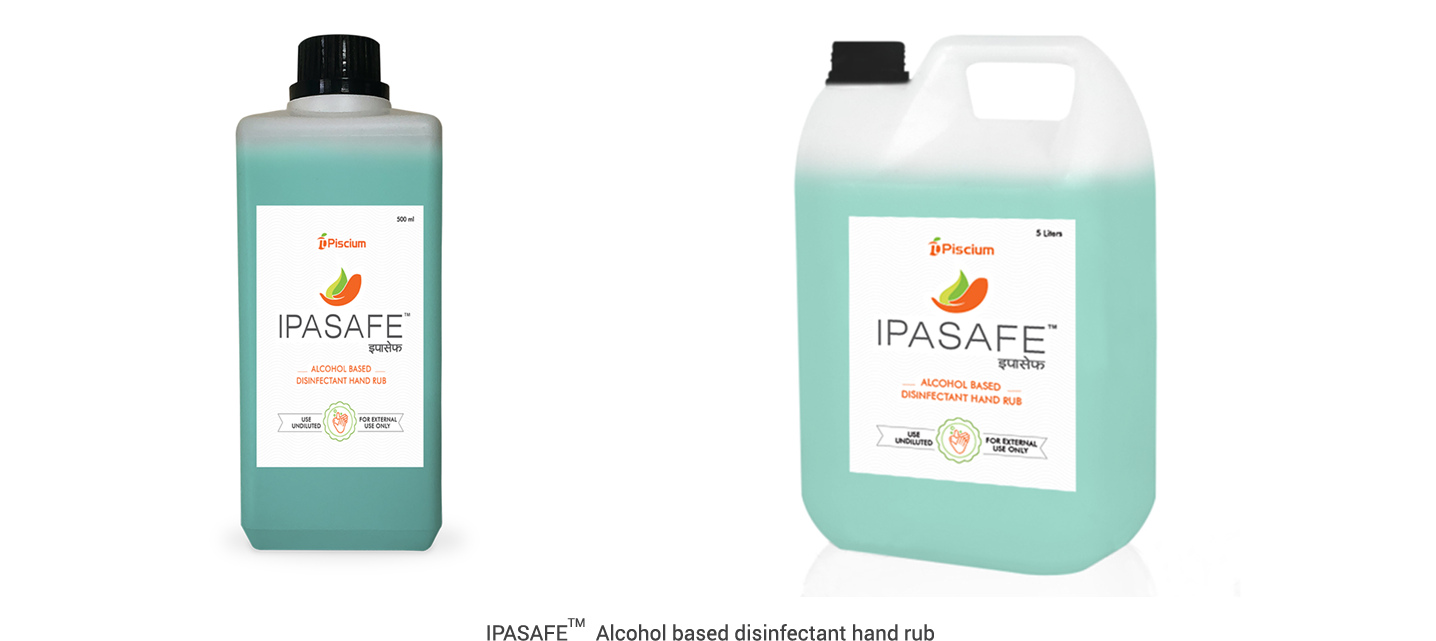 500 ml
Piscium
IPASAFE™
इपासेफ
ALCOHOL BASED
DISINFECTANT HAND RUB
USE
UNDILUTED
FOR EXTERNAL
USE ONLY
5 Liters
Piscium
IPASAFE™
इपासेफ
ALCOHOL BASED
DISINFECTANT HAND RUB
USE
UNDILUTED
FOR EXTERNAL
USE ONLY
IPASAFE™ Alcohol based disinfectant hand rub